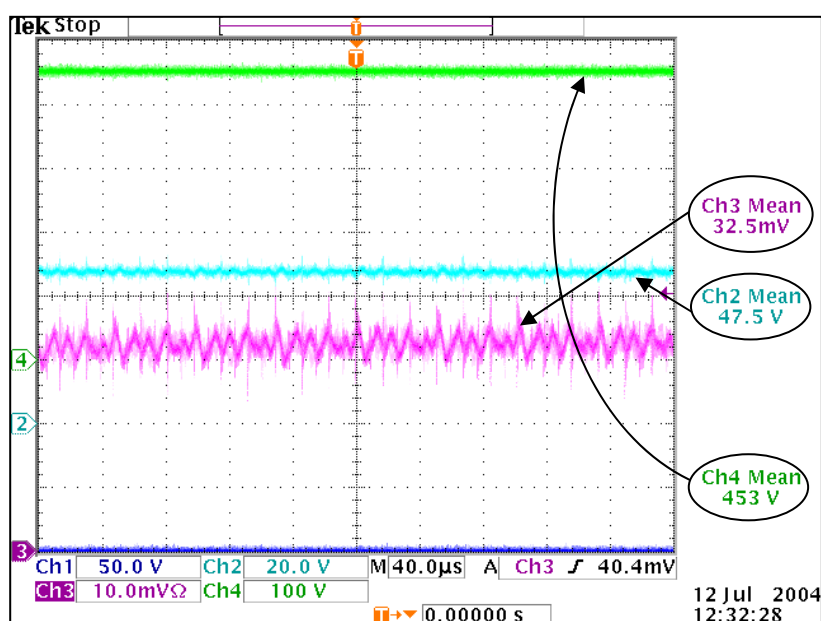 Tek Stop
T
T
Ch3 Mean
32.5mV
Ch2 Mean
47.5 V
4
2
Ch4 Mean
453 V
3
Ch1 50.0 V Ch2 20.0 V M 40.0µs A Ch3 ƒ 40.4mV
Ch3 10.0mVΩ Ch4 100 V
12 Jul 2004
T 0.00000 s
12:32:28